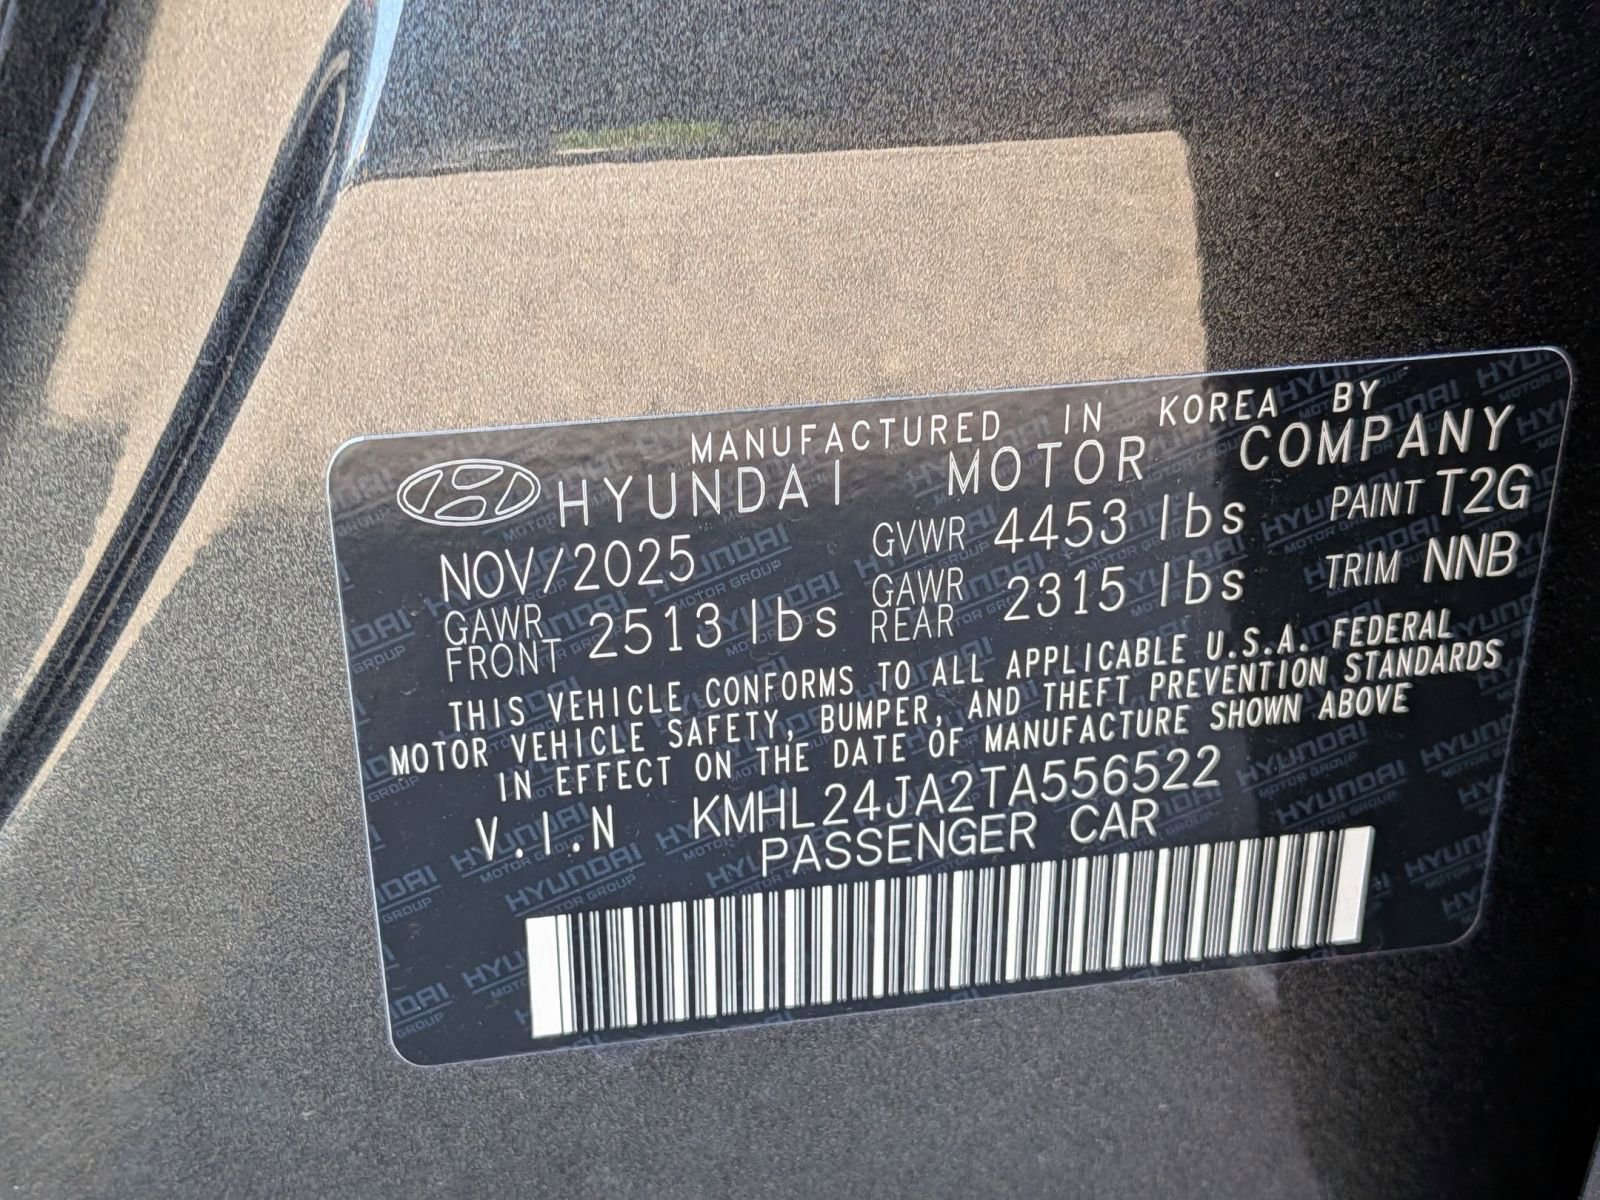 MANUFACTURED IN KOREA BY
HYUNDAI MOTOR COMPANY
NOV/2025 GVWR 4453 lbs PAINT T2G
GAWR FRONT 2513 lbs GAWR REAR 2315 lbs TRIM NNB
THIS VEHICLE CONFORMS TO ALL APPLICABLE U.S.A. FEDERAL
MOTOR VEHICLE SAFETY, BUMPER, AND THEFT PREVENTION STANDARDS
IN EFFECT ON THE DATE OF MANUFACTURE SHOWN ABOVE
V.I.N KMHL24JA2TA556522
PASSENGER CAR